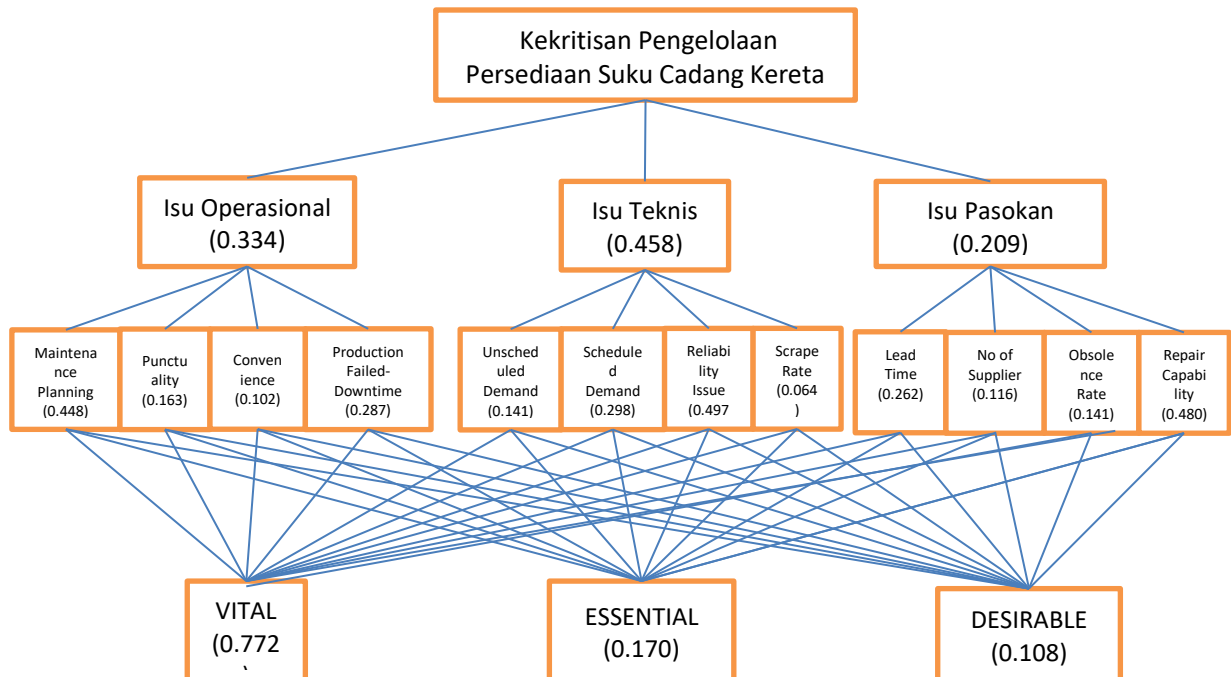 Kekritisan Pengelolaan
Persediaan Suku Cadang Kereta
Isu Operasional
(0.334)
Isu Teknis
(0.458)
Isu Pasokan
(0.209)
Maintena
nce
Planning
(0.448)
Punctu
ality
(0.163)
Conven
ience
(0.102)
Production
Failed-
Downtime
(0.287)
Unsched
uled
Demand
(0.141)
Schedule
d
Demand
(0.298)
Reliabi
lity
Issue
(0.497
Scrape
Rate
(0.064
)
Lead
Time
(0.262)
No of
Supplier
(0.116)
Obsole
nce
Rate
(0.141)
Repair
Capabi
lity
(0.480)
VITAL
(0.772
)
ESSENTIAL
(0.170)
DESIRABLE
(0.108)